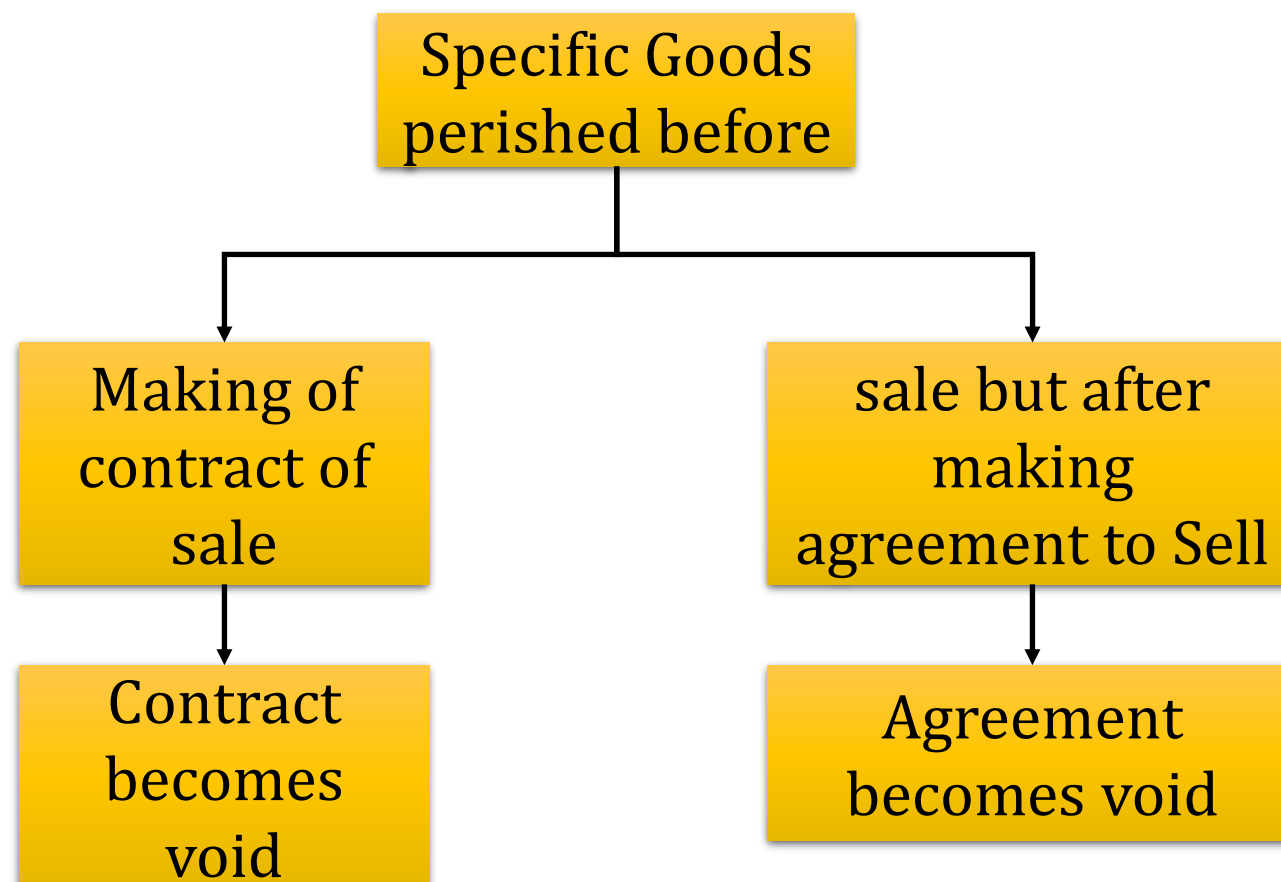 Specific Goods
perished before
Making of
contract of
sale
sale but after
making
agreement to Sell
Contract
becomes
void
Agreement
becomes void